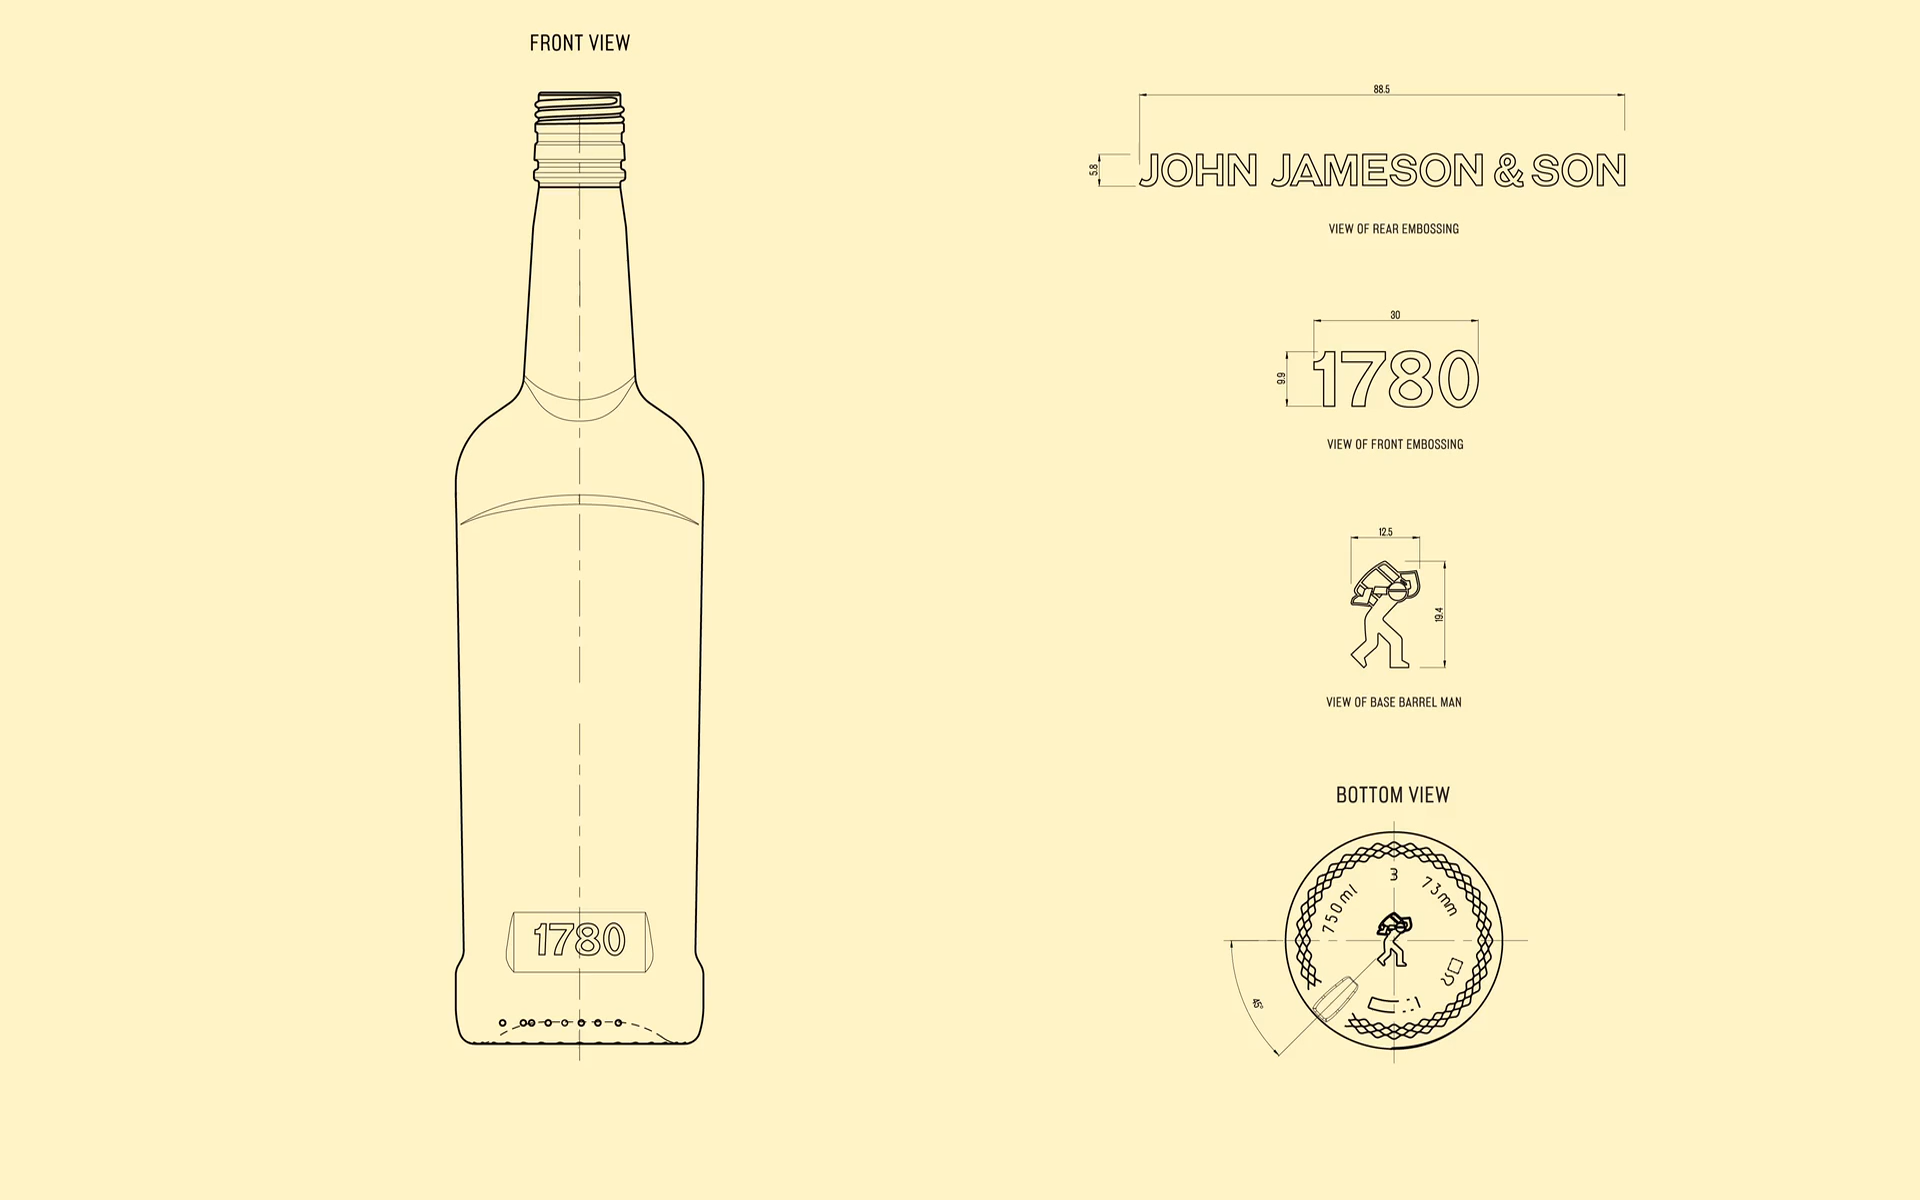 FRONT VIEW
1780
88.5
5.8
JOHN JAMESON & SON
VIEW OF REAR EMBOSSING
30
9.9
1780
VIEW OF FRONT EMBOSSING
12.5
19.4
VIEW OF BASE BARREL MAN
BOTTOM VIEW
3
750ml
73mm
45°